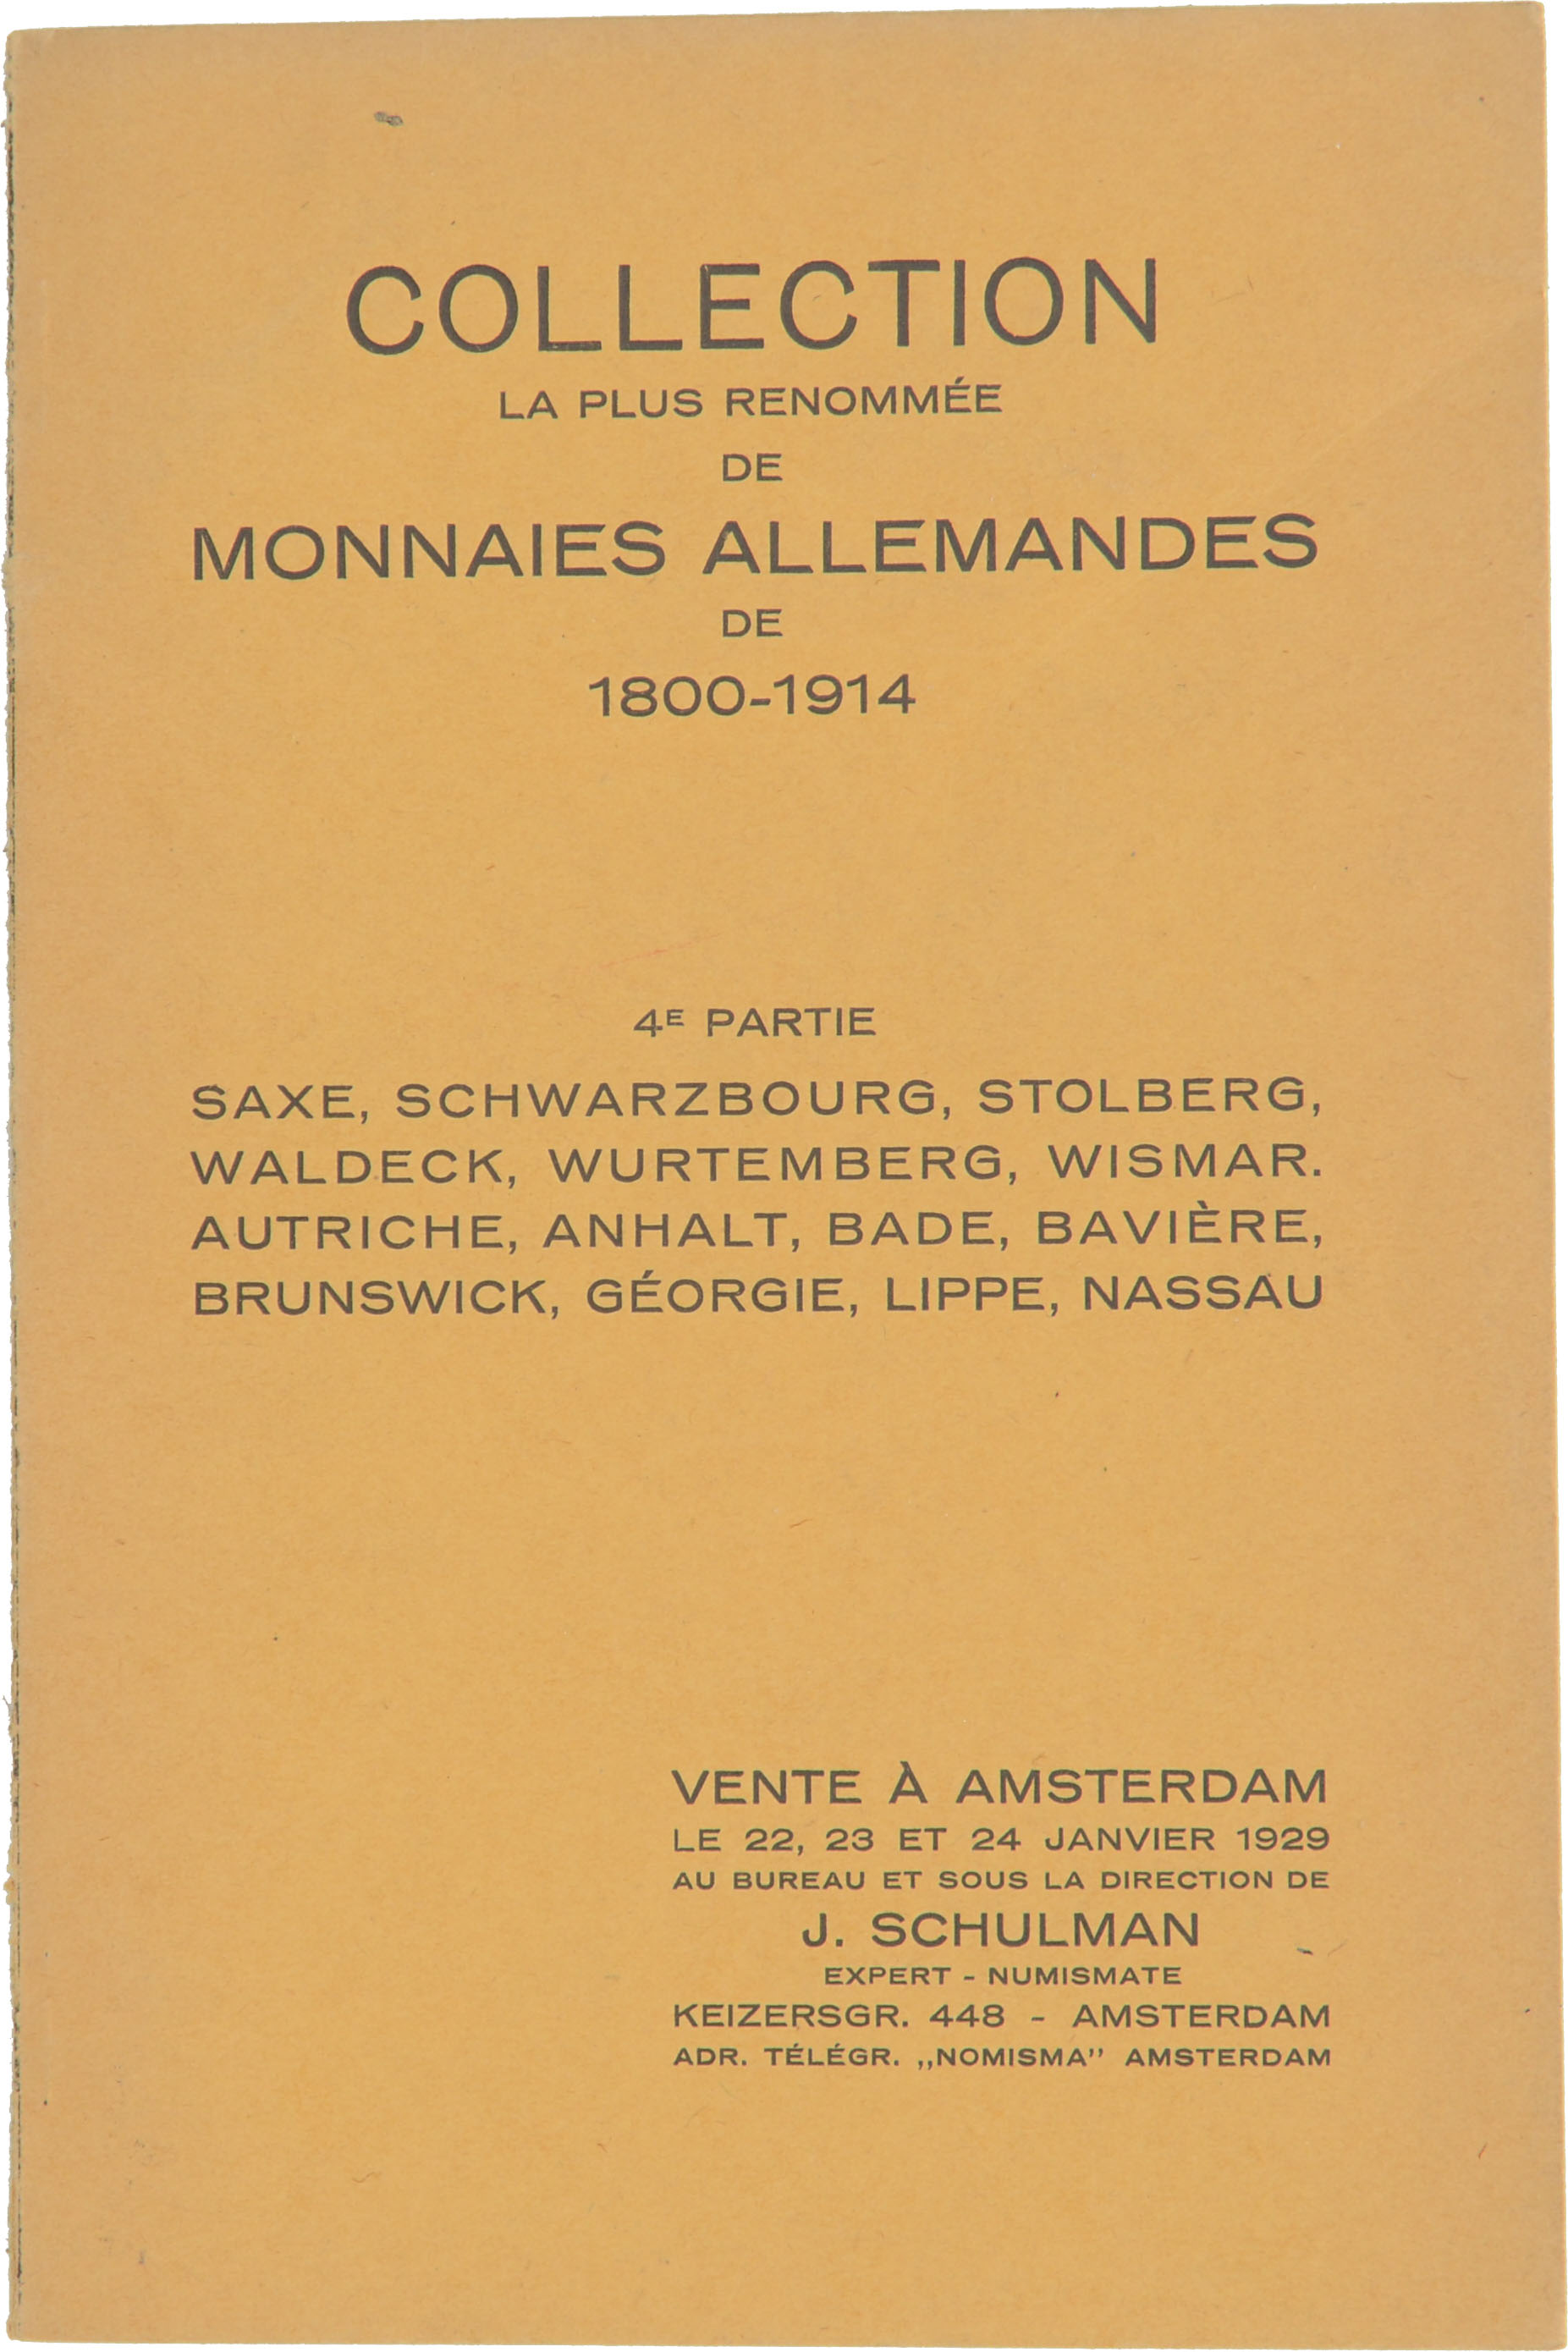 COLLECTION
LA PLUS RENOMMÉE
DE
MONNAIES ALLEMANDES
DE
1800-1914
4E PARTIE
SAXE, SCHWARZBOURG, STOLBERG,
WALDECK, WURTEMBERG, WISMAR.
AUTRICHE, ANHALT, BADE, BAVIÈRE,
BRUNSWICK, GÉORGIE, LIPPE, NASSAU
VENTE À AMSTERDAM
LE 22, 23 ET 24 JANVIER 1929
AU BUREAU ET SOUS LA DIRECTION DE
J. SCHULMAN
EXPERT - NUMISMATE
KEIZERSGR. 448 - AMSTERDAM
ADR. TÉLÉGR. „NOMISMA” AMSTERDAM